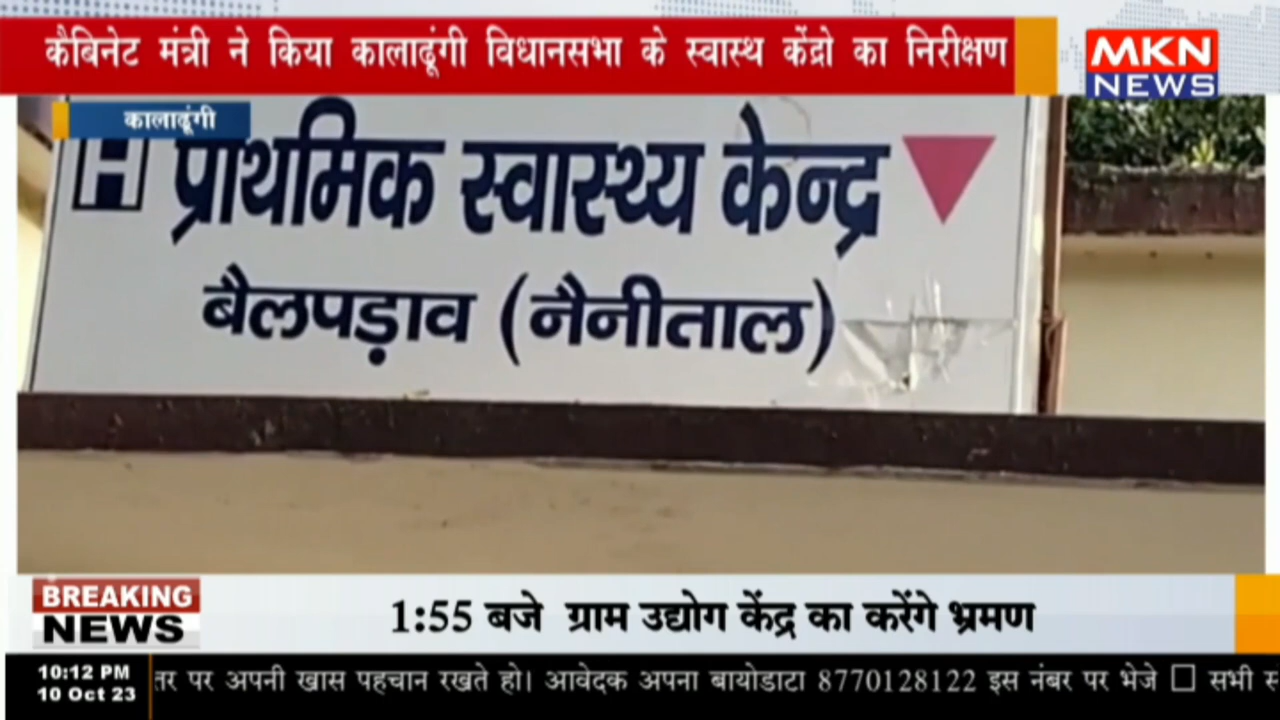 कैबिनेट मंत्री ने किया कालाढूंगी विधानसभा के स्वास्थ केंद्रो का निरीक्षण
MKN
NEWS
कालाढूंगी
H प्राथमिक स्वास्थ्य केन्द्र
बैलपड़ाव (नैनीताल)
BREAKING
NEWS
1:55 बजे ग्राम उद्योग केंद्र का करेंगे भ्रमण
10:12 PM
10 Oct 23
तर पर अपनी खास पहचान रखते हो। आवेदक अपना बायोडाटा 8770128122 इस नंबर पर भेजे □ सभी